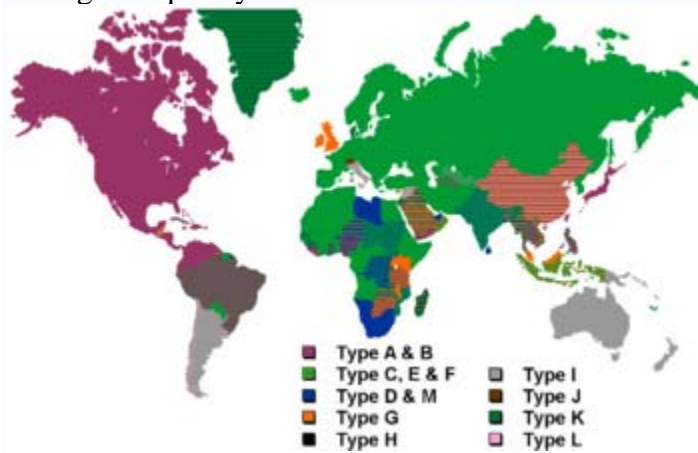 Type A & B
Type C, E & F
Type D & M
Type G
Type H
Type I
Type J
Type K
Type L